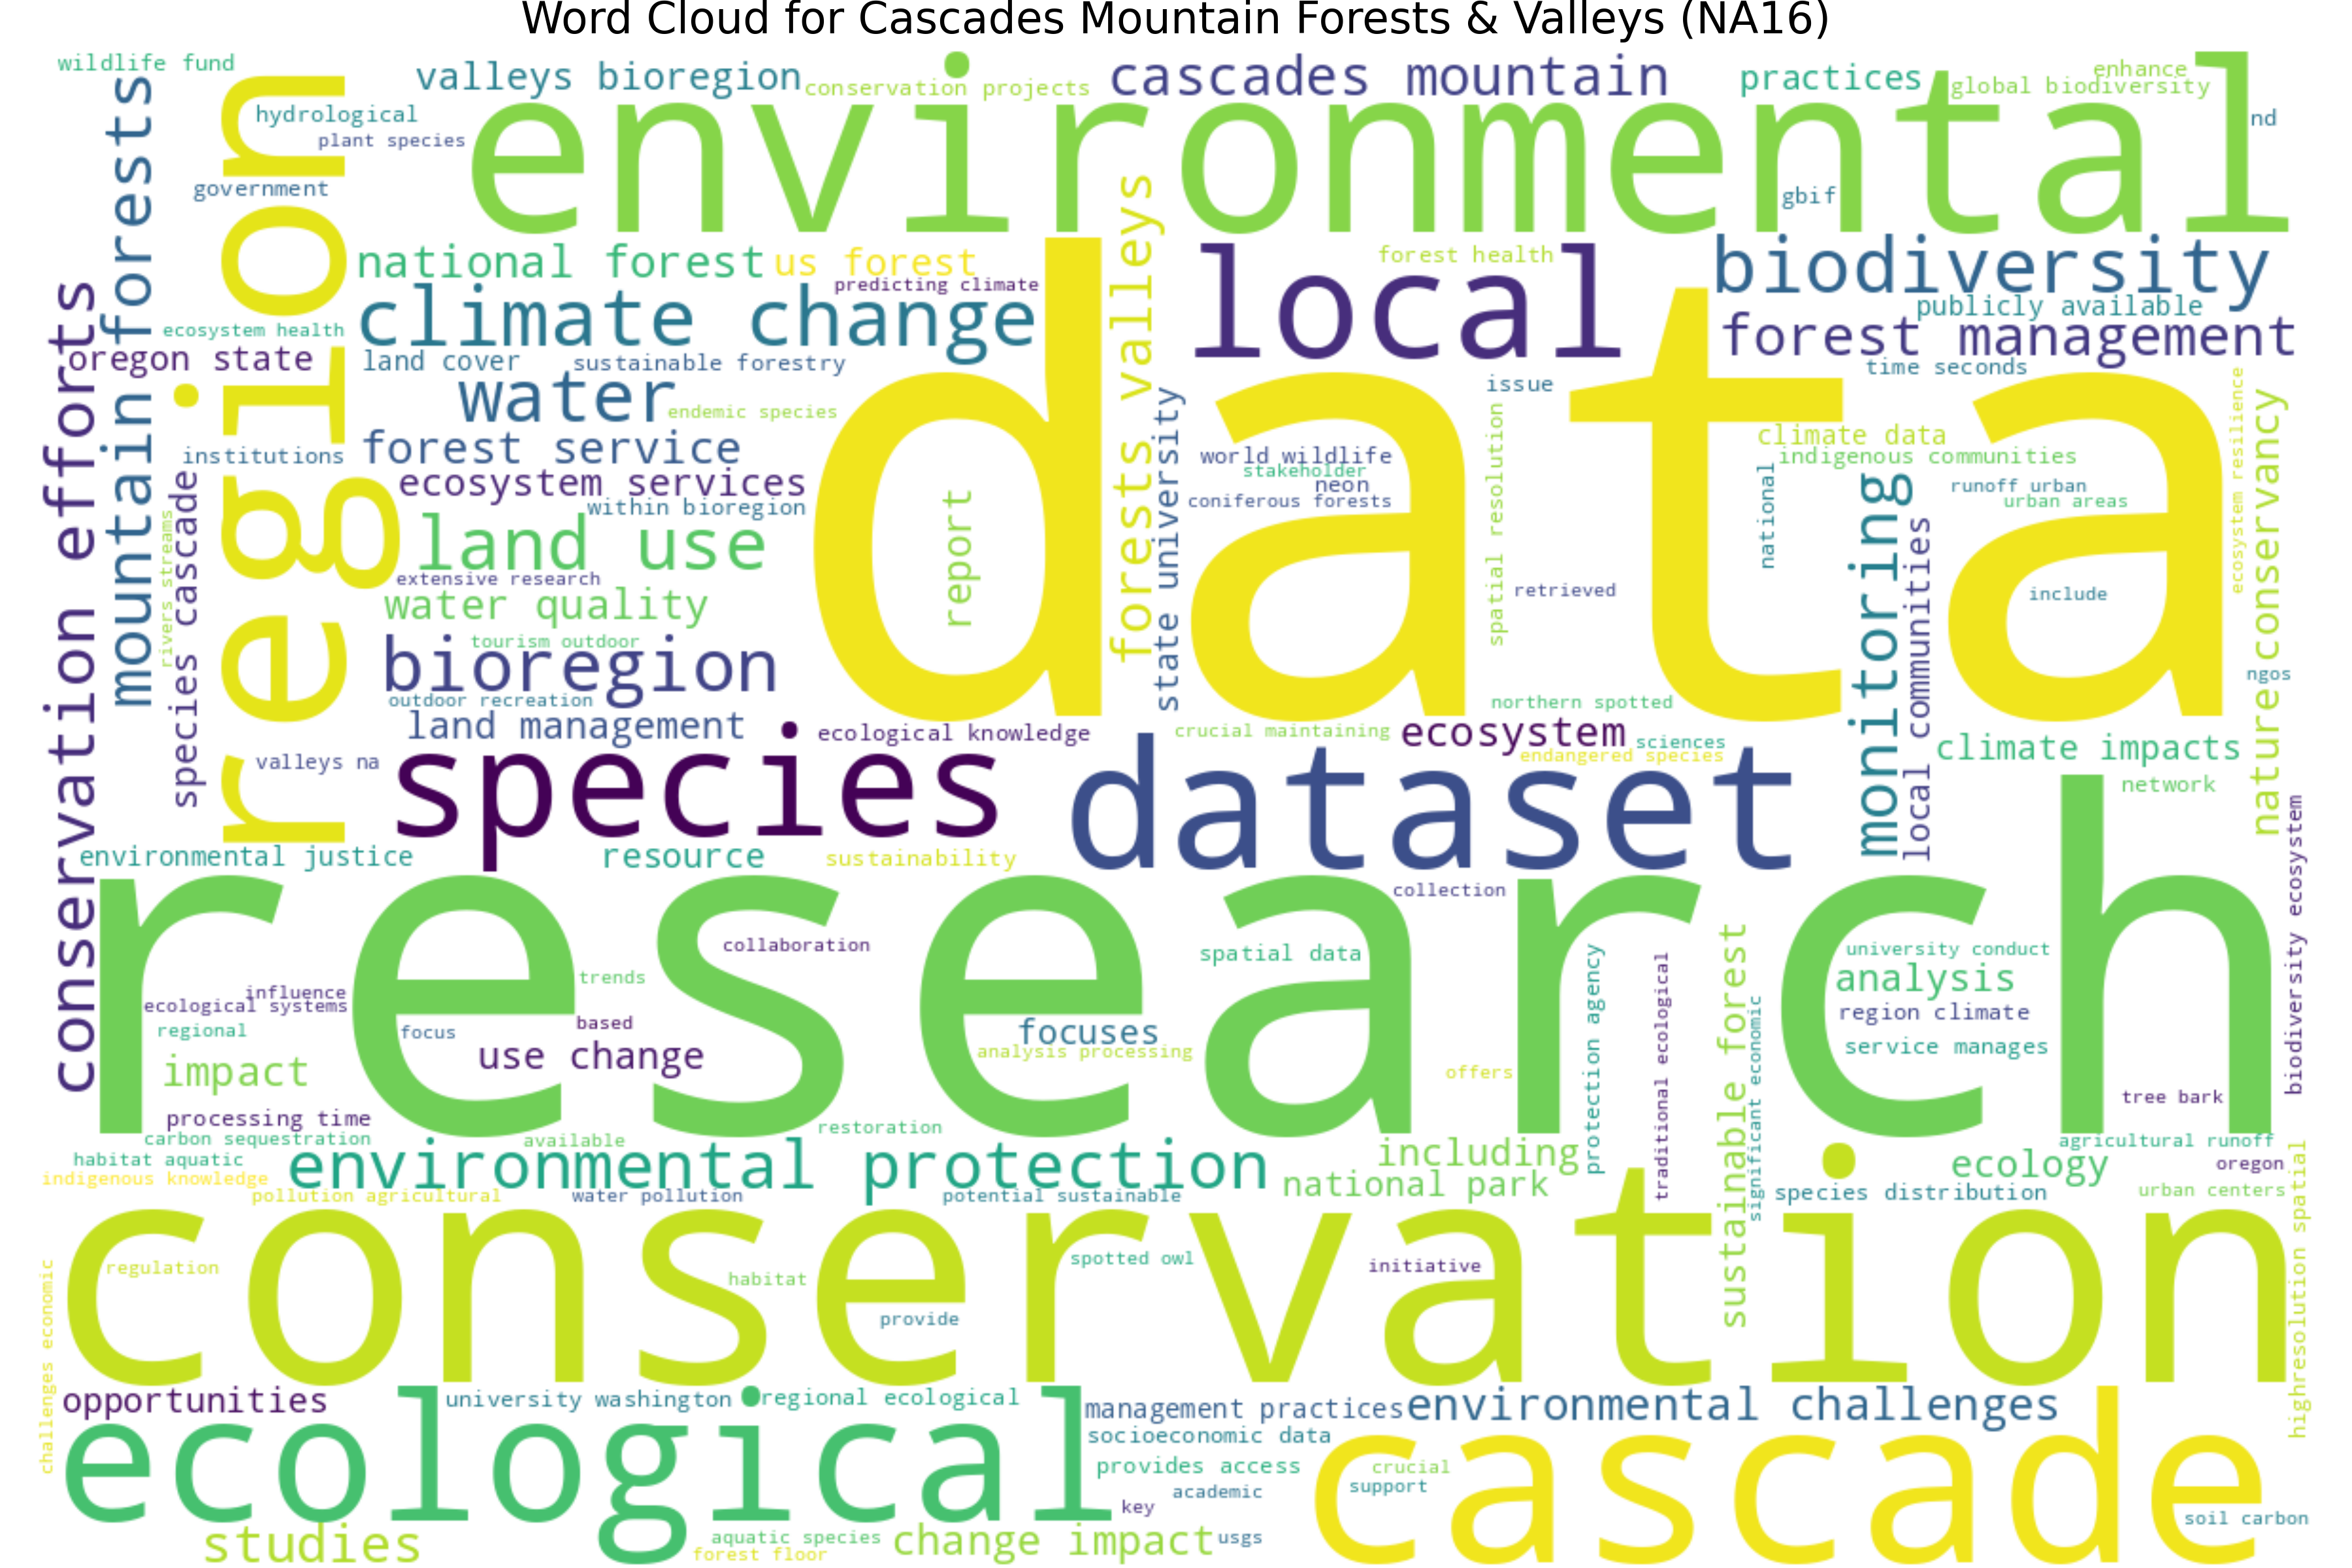 Word Cloud for Cascades Mountain Forests & Valleys (NA16)
wildlife fund
valleys bioregion
conservation projects
cascades mountain
practices
enhance
global biodiversity
hydrological
plant species
government
environmental
nd
gbif
region
mountain forests
conservation efforts
national forest
us forest
predicting climate
climate change
forests valleys
local
forest health
biodiversity
publicly available
forest management
time seconds
ecosystem health
oregon state
land cover
sustainable forestry
water
endemic species
data
issue
institutions
forest service
ecosystem services
within bioregion
species cascade
rivers streams
land use
extensive research
water quality
tourism outdoor
bioregion
outdoor recreation
land management
report
state university
world wildlife
stakeholder
neon
coniferous forests
spatial resolution
retrieved
northern spotted
climate data
indigenous communities
national
runoff urban
urban areas
monitoring
local communities
include
ecosystem resilience
nature conservancy
ngos
valleys na
species
ecological knowledge
crucial maintaining
ecosystem
sciences
endangered species
dataset
climate impacts
network
environmental justice
resource
sustainability
collection
research
collaboration
trends
influence
ecological systems
regional
focus
based
use change
impact
processing time
spatial data
focuses
analysis processing
offers
protection agency
traditional ecological
sustainable forest
significant economic
university conduct
analysis
region climate
service manages
tree bark
biodiversity ecosystem
carbon sequestration
available
restoration
habitat aquatic
indigenous knowledge
environmental protection
pollution agricultural
water pollution
potential sustainable
including
national park
agricultural runoff
ecology
oregon
species distribution
urban centers
highresolution spatial
conservation
regulation
habitat
provide
spotted owl
initiative
challenges economic
opportunities
university washington
regional ecological
management practices
environmental challenges
ecological
socioeconomic data
provides access
academic
key
crucial
support
cascade
soil carbon
studies
aquatic species
forest floor
change impact
usgs